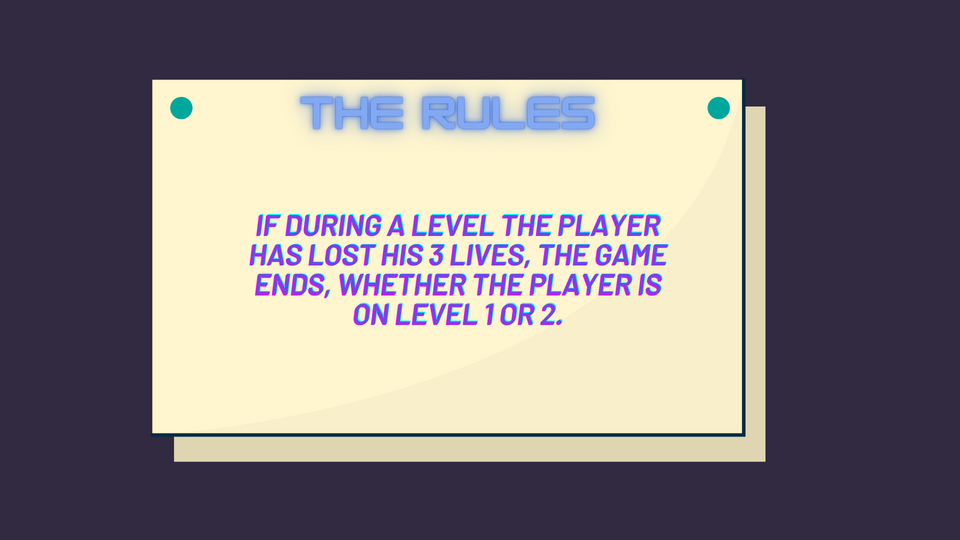 THE RULES
IF DURING A LEVEL THE PLAYER
HAS LOST HIS 3 LIVES, THE GAME
ENDS, WHETHER THE PLAYER IS
ON LEVEL 1 OR 2.